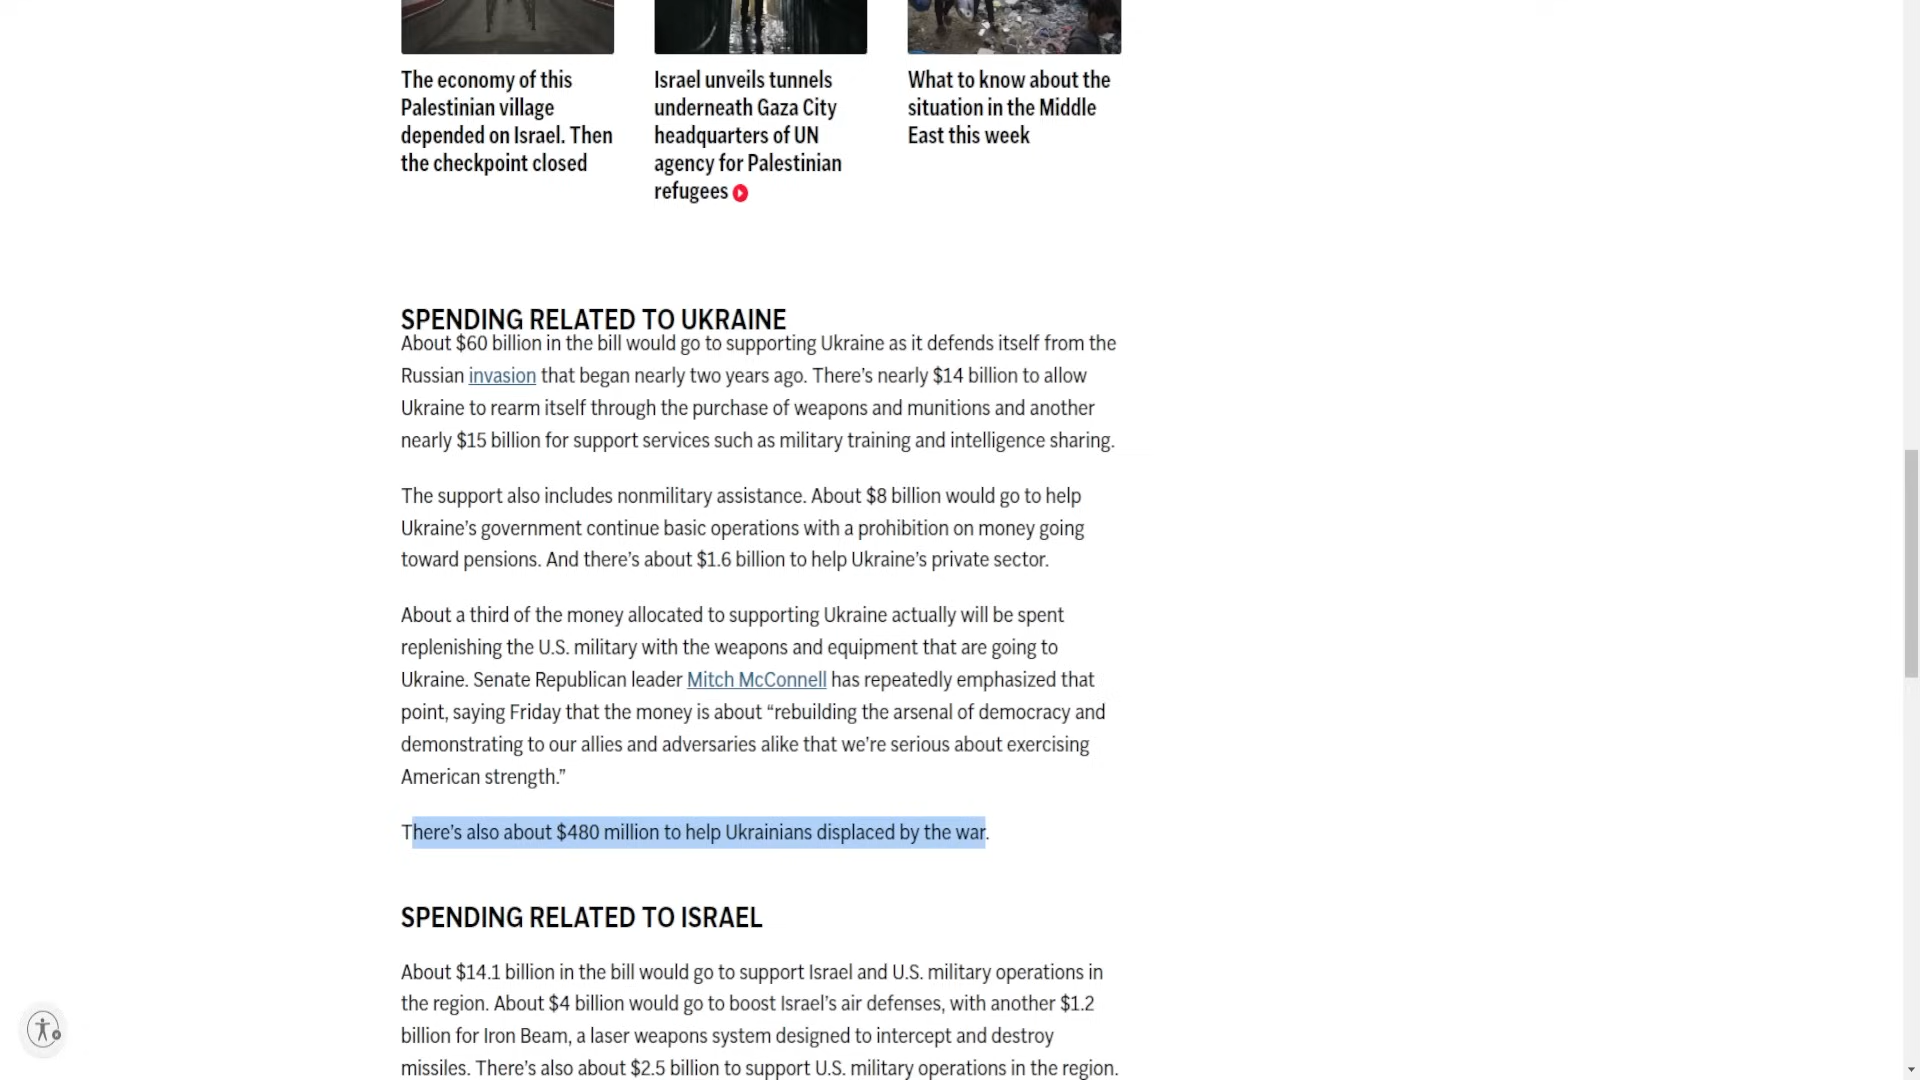 The economy of this
Palestinian village
depended on Israel. Then
the checkpoint closed
Israel unveils tunnels
underneath Gaza City
headquarters of UN
agency for Palestinian
refugees
What to know about the
situation in the Middle
East this week
SPENDING RELATED TO UKRAINE
About $60 billion in the bill would go to supporting Ukraine as it defends itself from the
Russian invasion that began nearly two years ago. There’s nearly $14 billion to allow
Ukraine to rearm itself through the purchase of weapons and munitions and another
nearly $15 billion for support services such as military training and intelligence sharing.
The support also includes nonmilitary assistance. About $8 billion would go to help
Ukraine’s government continue basic operations with a prohibition on money going
toward pensions. And there’s about $1.6 billion to help Ukraine’s private sector.
About a third of the money allocated to supporting Ukraine actually will be spent
replenishing the U.S. military with the weapons and equipment that are going to
Ukraine. Senate Republican leader Mitch McConnell has repeatedly emphasized that
point, saying Friday that the money is about “rebuilding the arsenal of democracy and
demonstrating to our allies and adversaries alike that we’re serious about exercising
American strength.”
There’s also about $480 million to help Ukrainians displaced by the war.
SPENDING RELATED TO ISRAEL
About $14.1 billion in the bill would go to support Israel and U.S. military operations in
the region. About $4 billion would go to boost Israel’s air defenses, with another $1.2
billion for Iron Beam, a laser weapons system designed to intercept and destroy
missiles. There’s also about $2.5 billion to support U.S. military operations in the region.